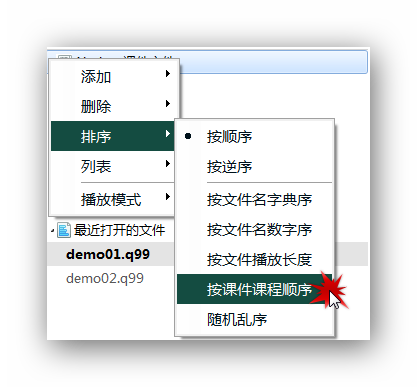 添加
删除
排序
列表
播放模式
按顺序
按逆序
按文件名字典序
按文件名数字序
按文件播放长度
按课件课程顺序
随机乱序
最近打开的文件
demo01.q99
demo02.q99